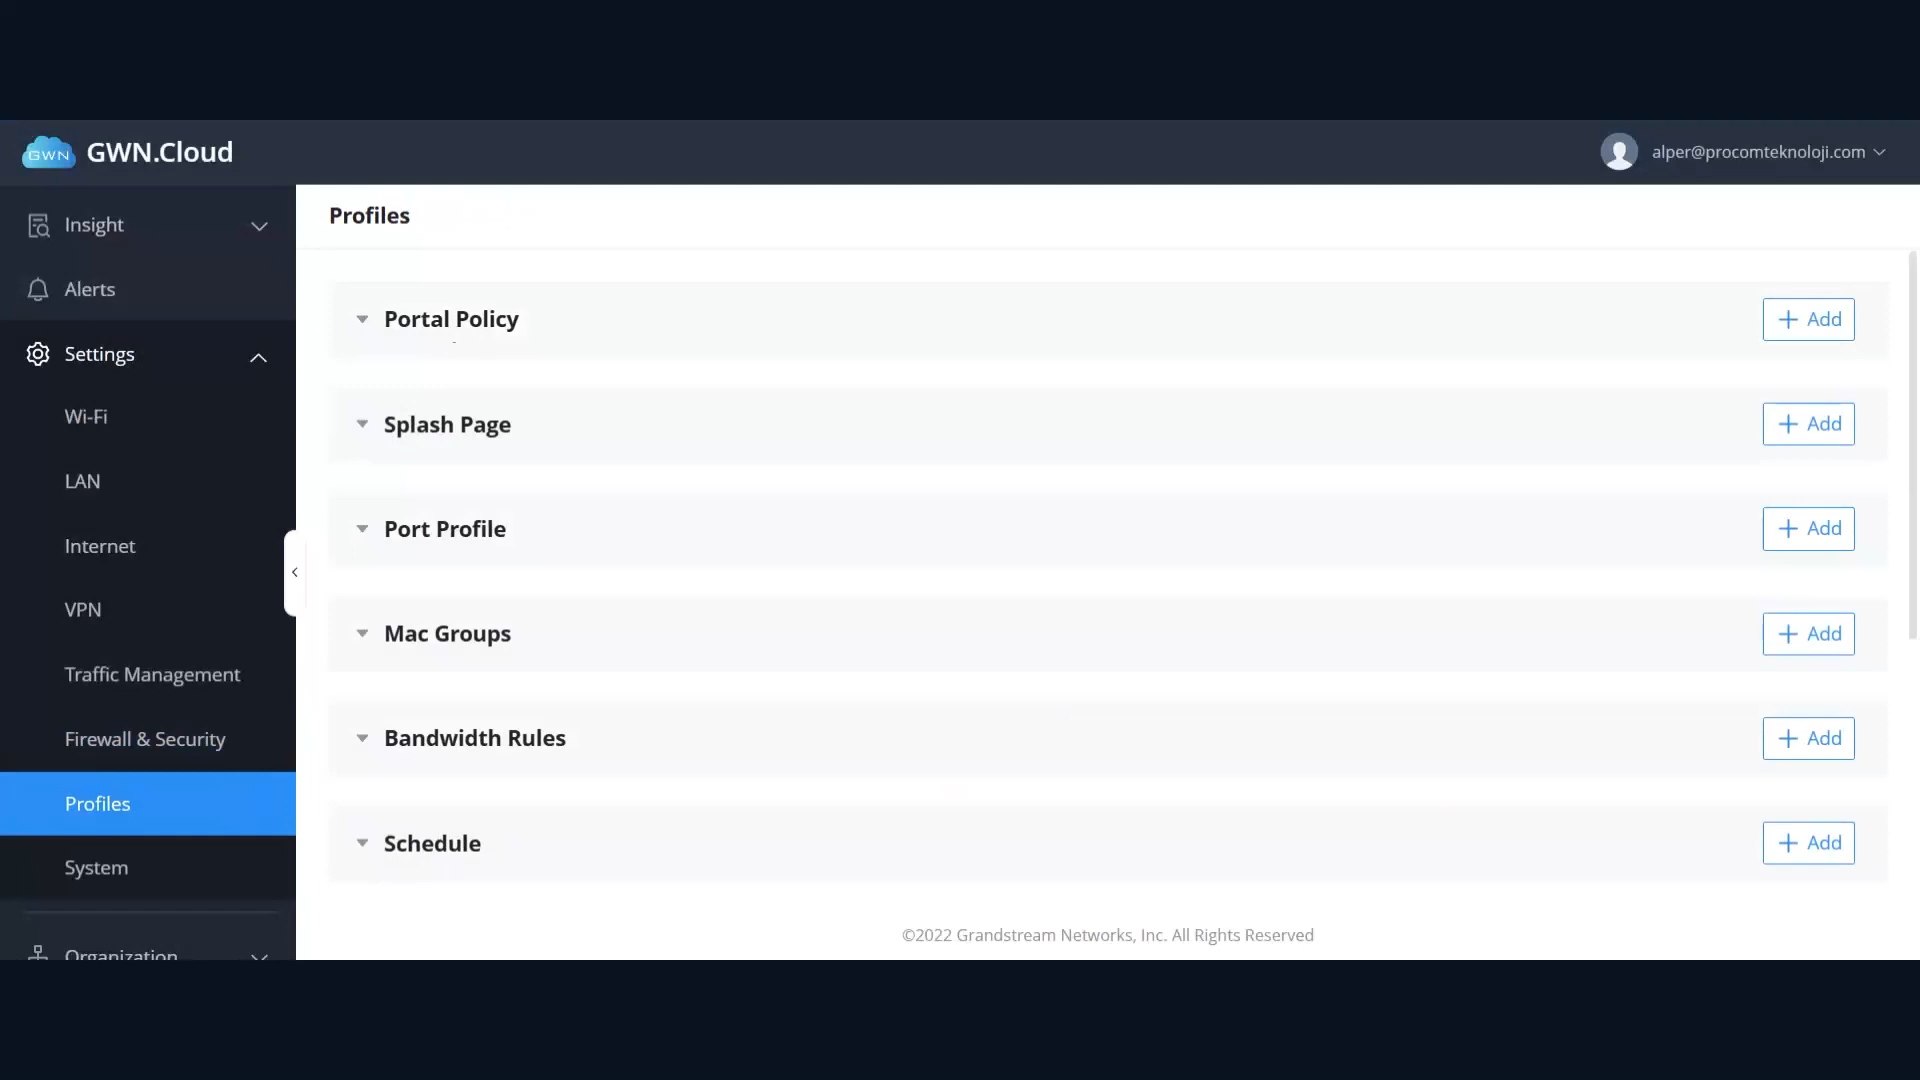 GWN GWN.Cloud
alper@procomteknoloji.com
Insight
Alerts
Settings
Wi-Fi
LAN
Internet
VPN
Traffic Management
Firewall & Security
Profiles
System
Organization
Profiles
Portal Policy
+ Add
Splash Page
+ Add
Port Profile
+ Add
Mac Groups
+ Add
Bandwidth Rules
+ Add
Schedule
+ Add
©2022 Grandstream Networks, Inc. All Rights Reserved